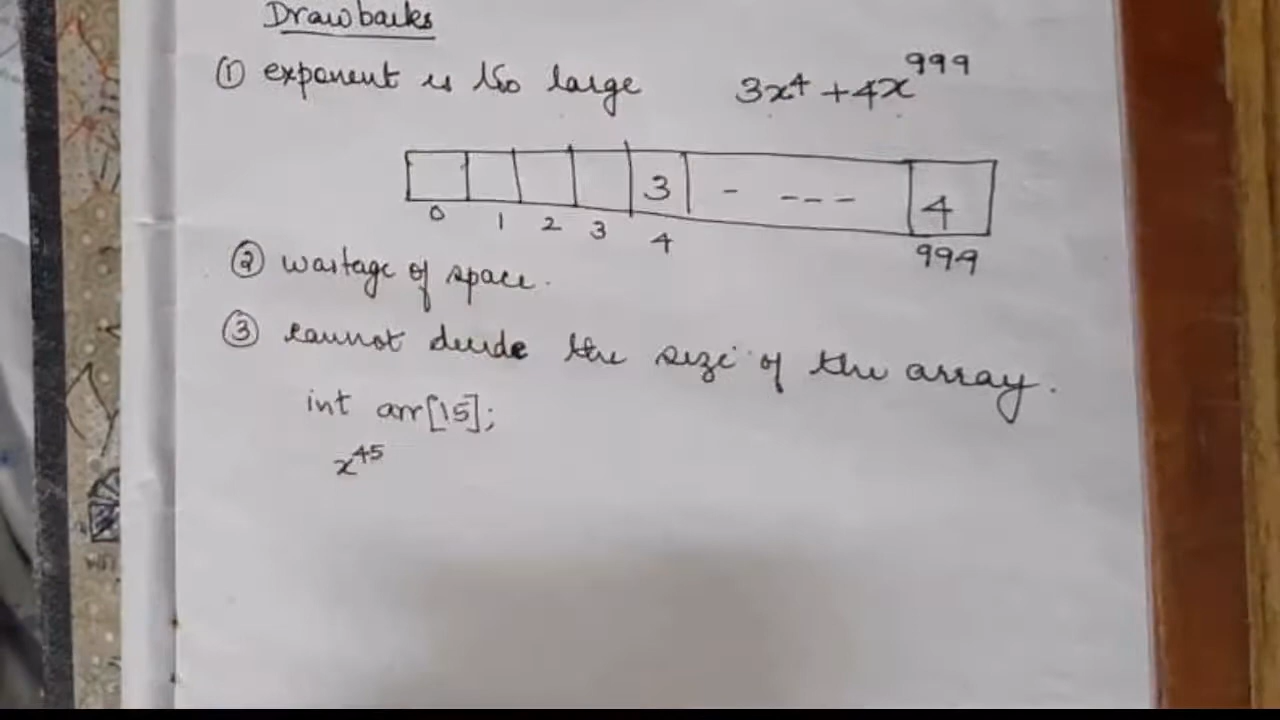 Drawbacks
① exponent is too large 3x⁴ + 4x⁹⁹⁹
3 - --- 4
0 1 2 3 4 999
② wastage of space.
③ cannot decide the size of the array.
int arr[15];
x⁴⁵